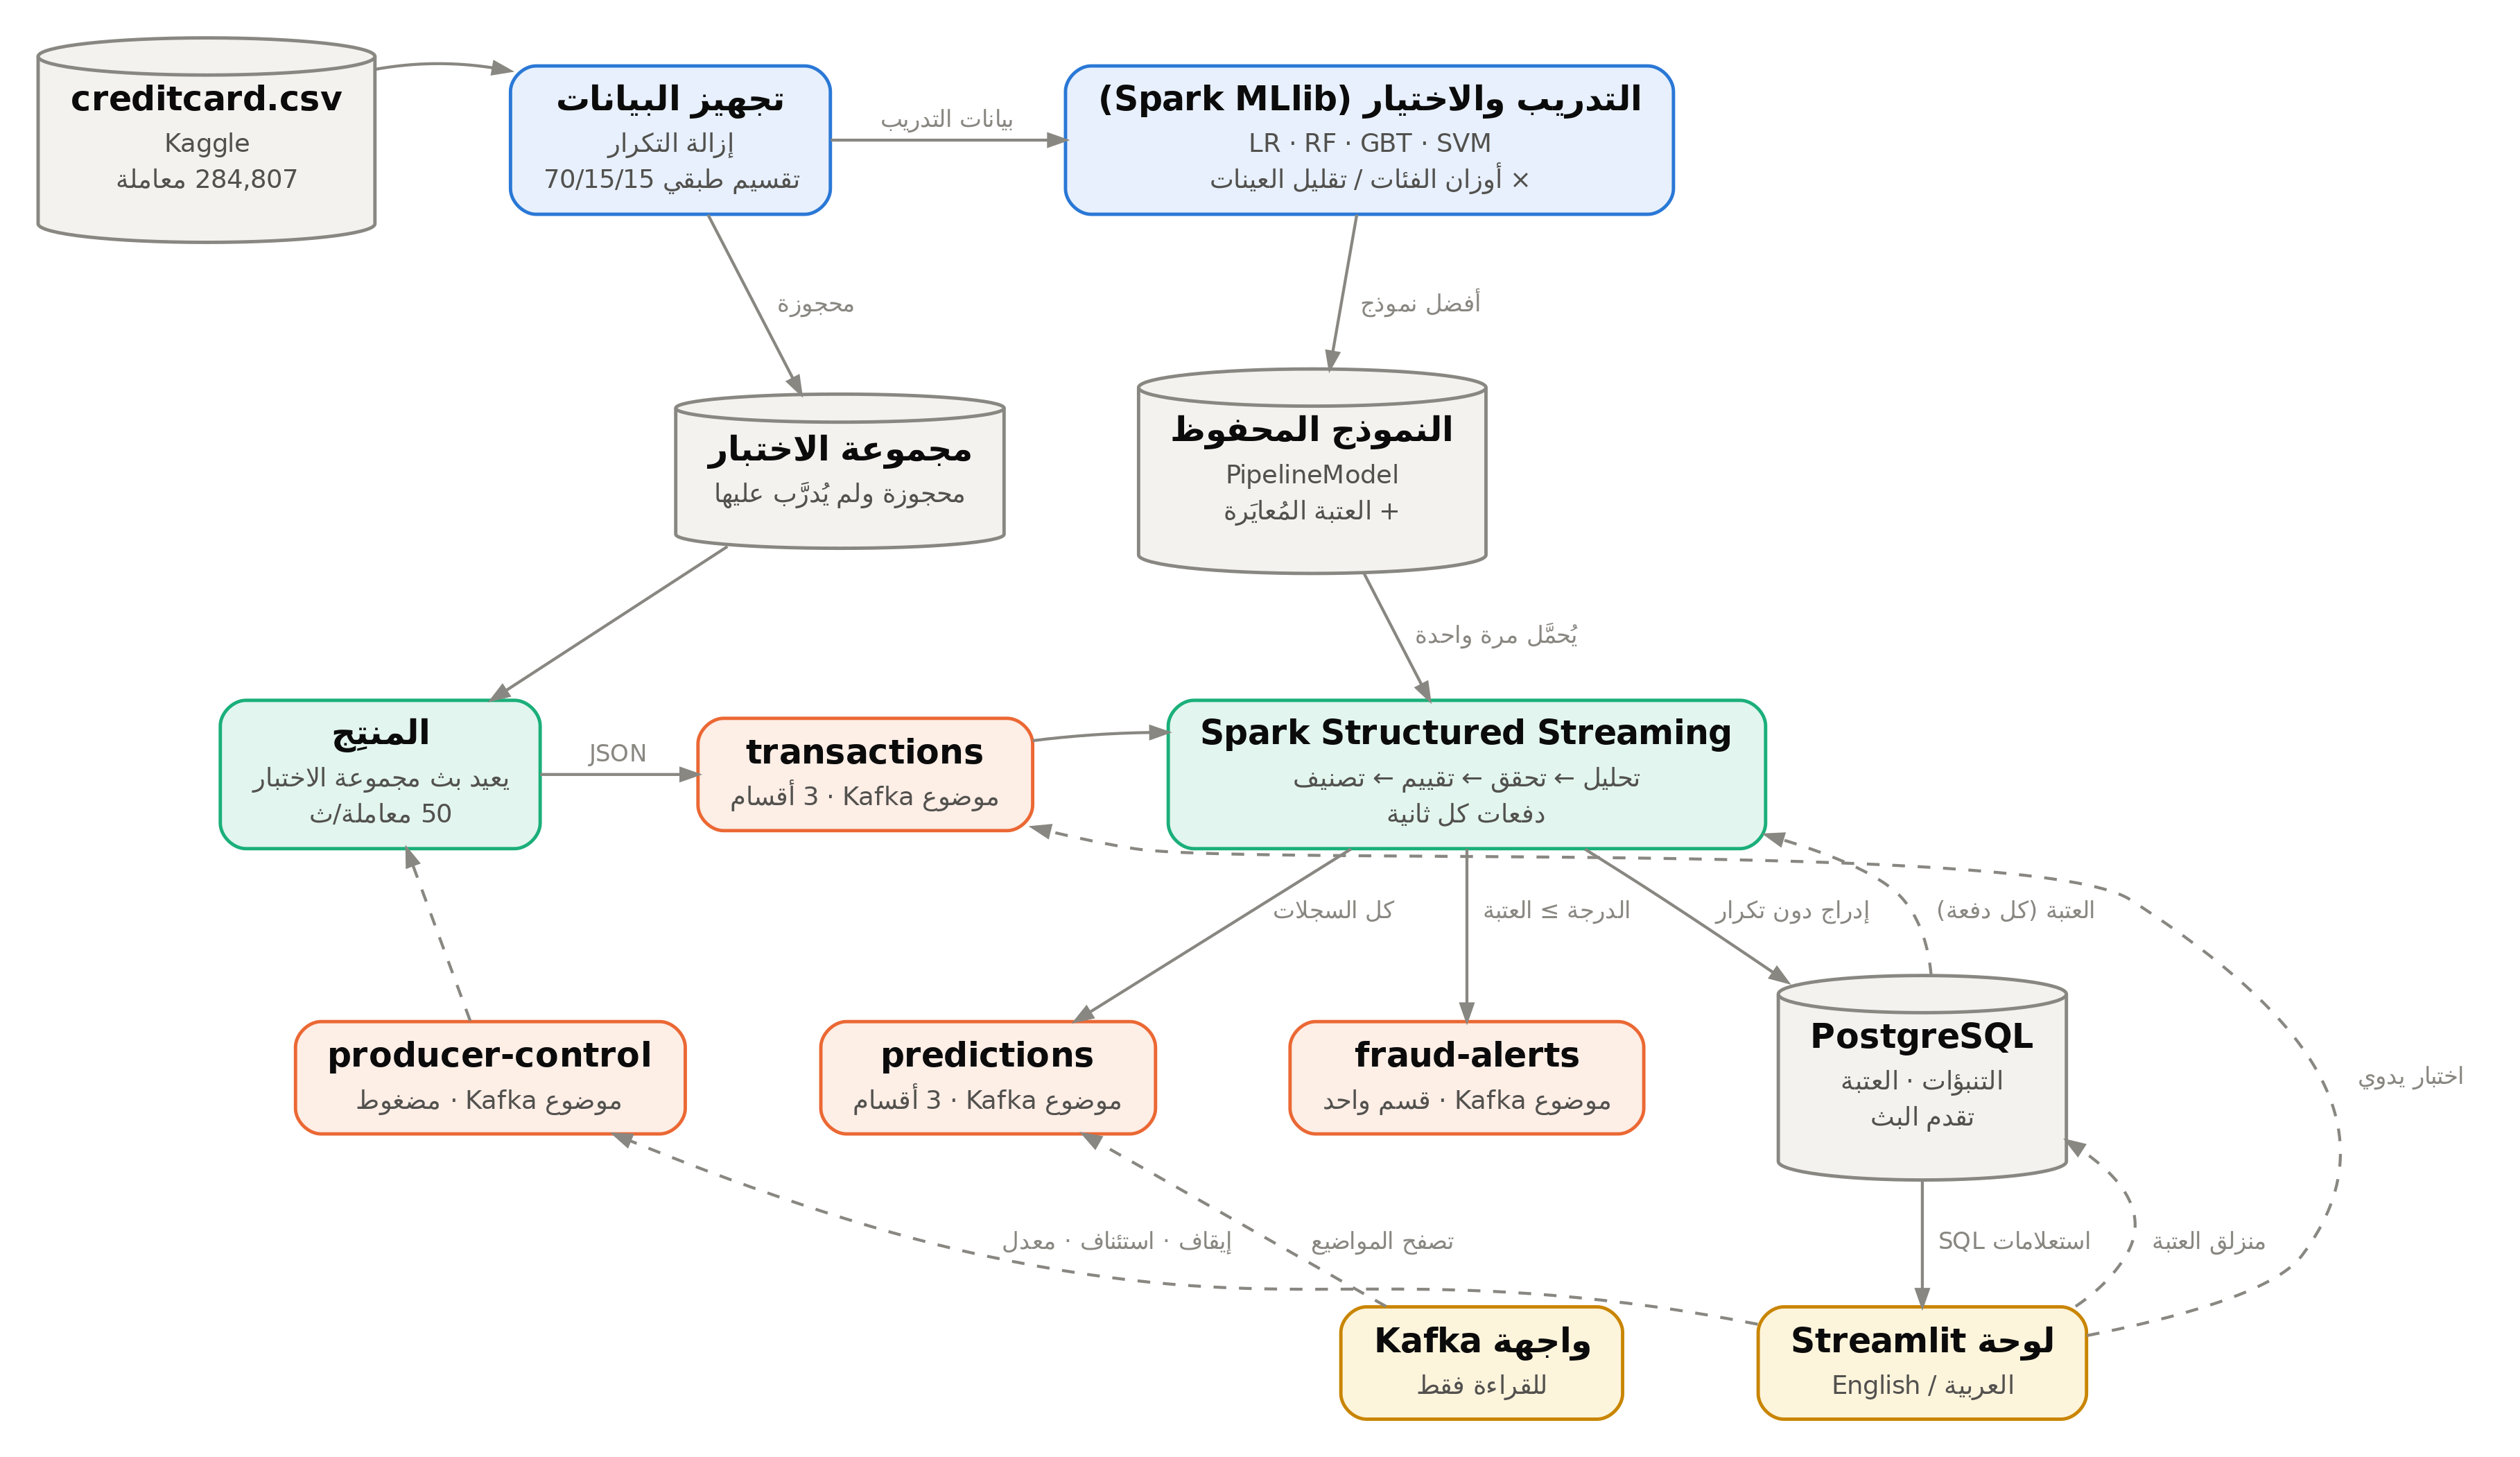 creditcard.csv
Kaggle
284,807 معاملة
تجهيز البيانات
إزالة التكرار
تقسيم طبقي 70/15/15
بيانات التدريب
التدريب والاختيار (Spark MLlib)
LR · RF · GBT · SVM
× أوزان الفئات / تقليل العينات
محجوزة
أفضل نموذج
مجموعة الاختبار
محجوزة ولم يُدرَّب عليها
النموذج المحفوظ
PipelineModel
+ العتبة المُعايَرة
يُحمَّل مرة واحدة
المنتِج
يعيد بث مجموعة الاختبار
50 معاملة/ث
JSON
transactions
موضوع Kafka · 3 أقسام
Spark Structured Streaming
تحليل ← تحقق ← تقييم ← تصنيف
دفعات كل ثانية
كل السجلات
الدرجة ≥ العتبة
إدراج دون تكرار
العتبة (كل دفعة)
producer-control
موضوع Kafka · مضغوط
predictions
موضوع Kafka · 3 أقسام
fraud-alerts
موضوع Kafka · قسم واحد
PostgreSQL
التنبؤات · العتبة
تقدم البث
اختبار يدوي
إيقاف · استئناف · معدل
تصفح المواضيع
استعلامات SQL
منزلق العتبة
واجهة Kafka
للقراءة فقط
لوحة Streamlit
العربية / English